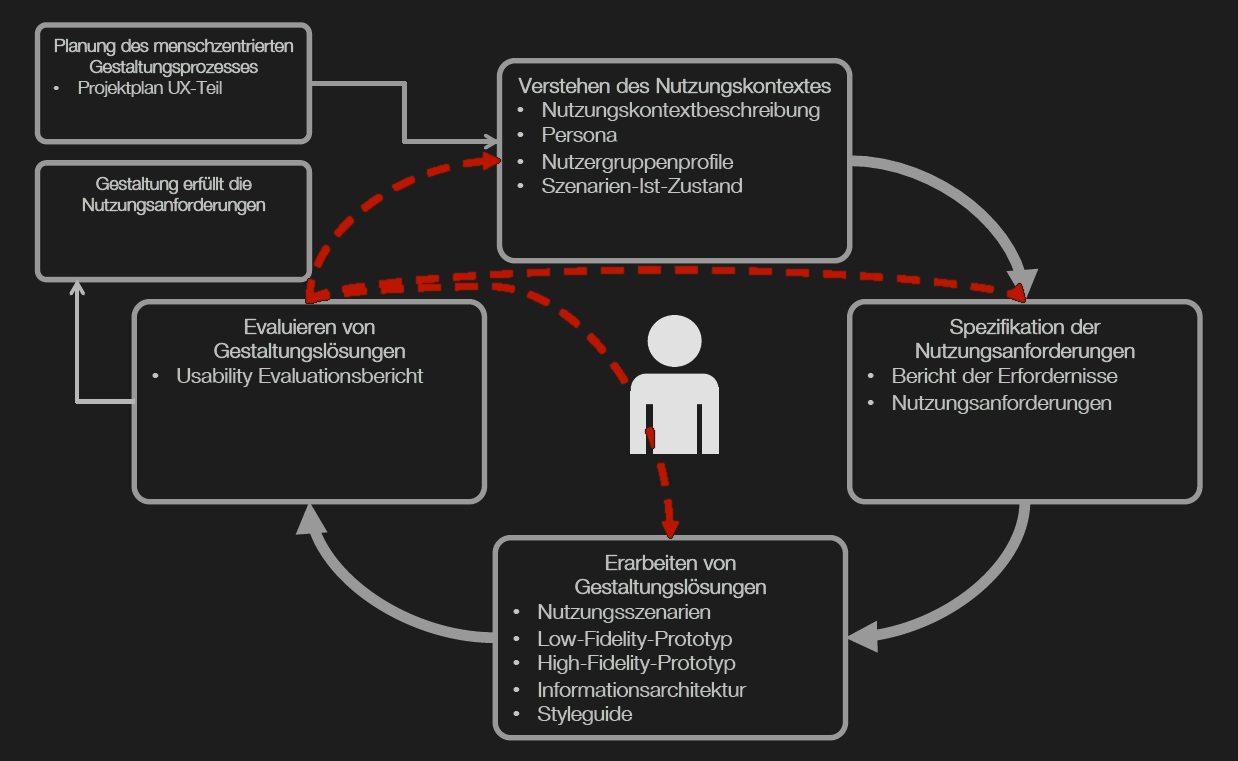 Planung des menschzentrierten
Gestaltungsprozesses
• Projektplan UX-Teil
Verstehen des Nutzungskontextes
• Nutzungskontextbeschreibung
• Persona
• Nutzergruppenprofile
• Szenarien-Ist-Zustand
Gestaltung erfüllt die
Nutzungsanforderungen
Evaluieren von
Gestaltungslösungen
• Usability Evaluationsbericht
Spezifikation der
Nutzungsanforderungen
• Bericht der Erfordernisse
• Nutzungsanforderungen
Erarbeiten von
Gestaltungslösungen
• Nutzungsszenarien
• Low-Fidelity-Prototyp
• High-Fidelity-Prototyp
• Informationsarchitektur
• Styleguide